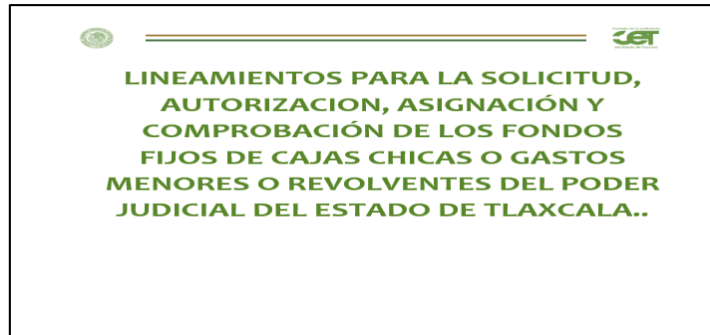 CET
LINEAMIENTOS PARA LA SOLICITUD,
AUTORIZACION, ASIGNACIÓN Y
COMPROBACIÓN DE LOS FONDOS
FIJOS DE CAJAS CHICAS O GASTOS
MENORES O REVOLVENTES DEL PODER
JUDICIAL DEL ESTADO DE TLAXCALA..